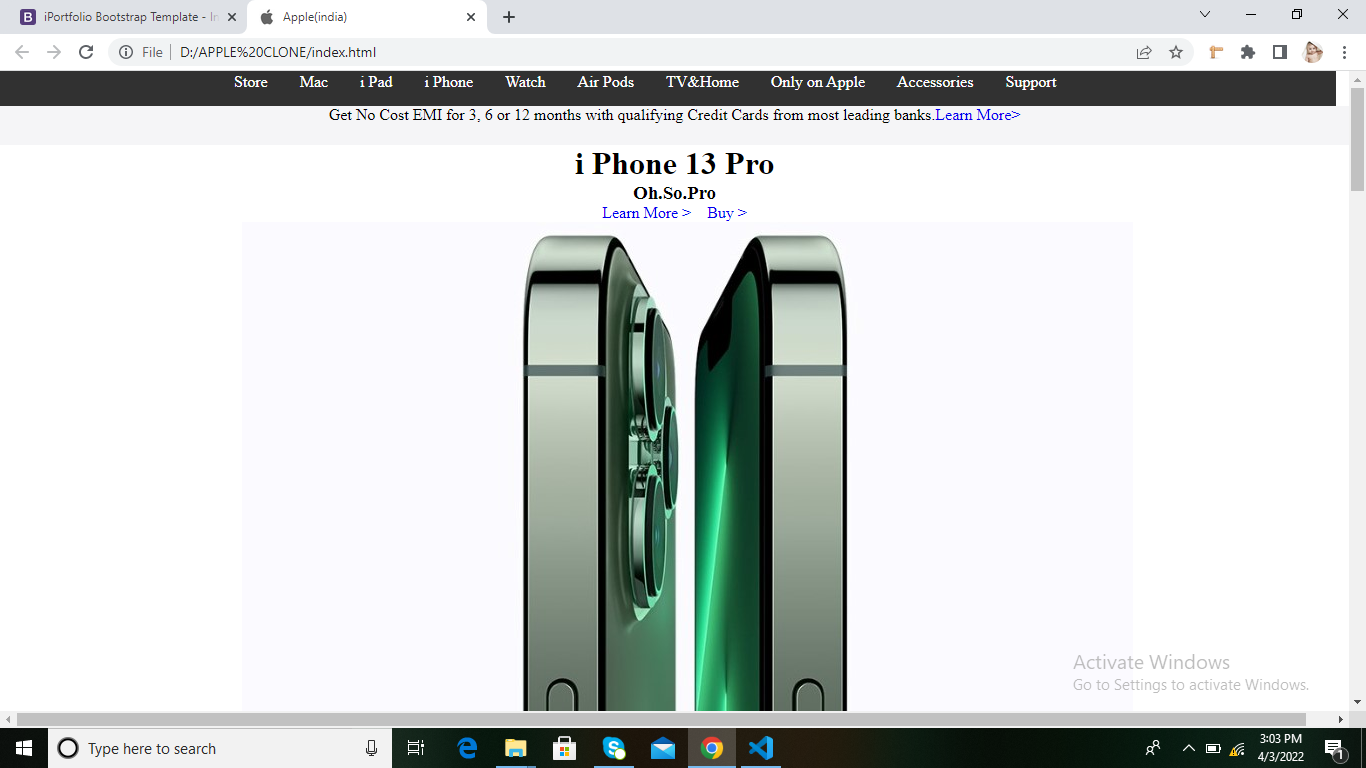 iPortfolio Bootstrap Template - In
Apple(india)
File
D:/APPLE%20CLONE/index.html
Store Mac i Pad i Phone Watch Air Pods TV&Home Only on Apple Accessories Support
Get No Cost EMI for 3, 6 or 12 months with qualifying Credit Cards from most leading banks.Learn More>
i Phone 13 Pro
Oh.So.Pro
Learn More > Buy >
Activate Windows
Go to Settings to activate Windows.
Type here to search
3:03 PM
4/3/2022
1